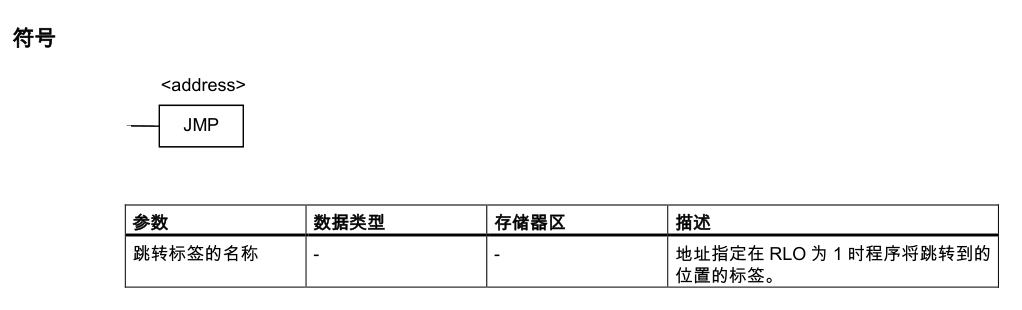 符号
<address>
JMP
参数 数据类型 存储器区 描述
跳转标签的名称 - - 地址指定在 RLO 为 1 时程序将跳转到的
位置的标签。